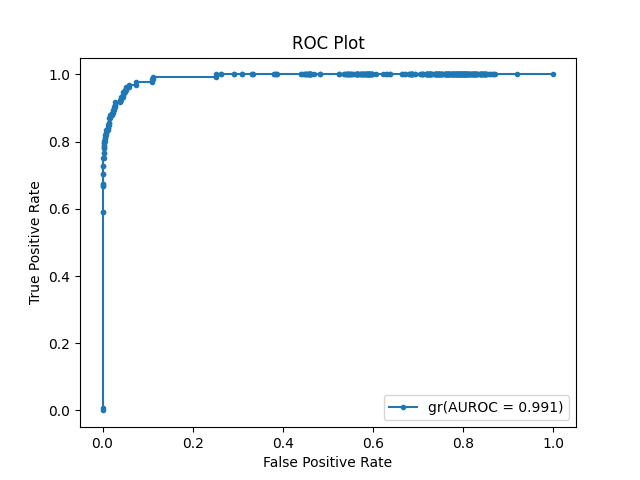 ROC Plot
1.0
0.8
0.6
0.4
0.2
0.0
True Positive Rate
gr(AUROC = 0.991)
0.0 0.2 0.4 0.6 0.8 1.0
False Positive Rate